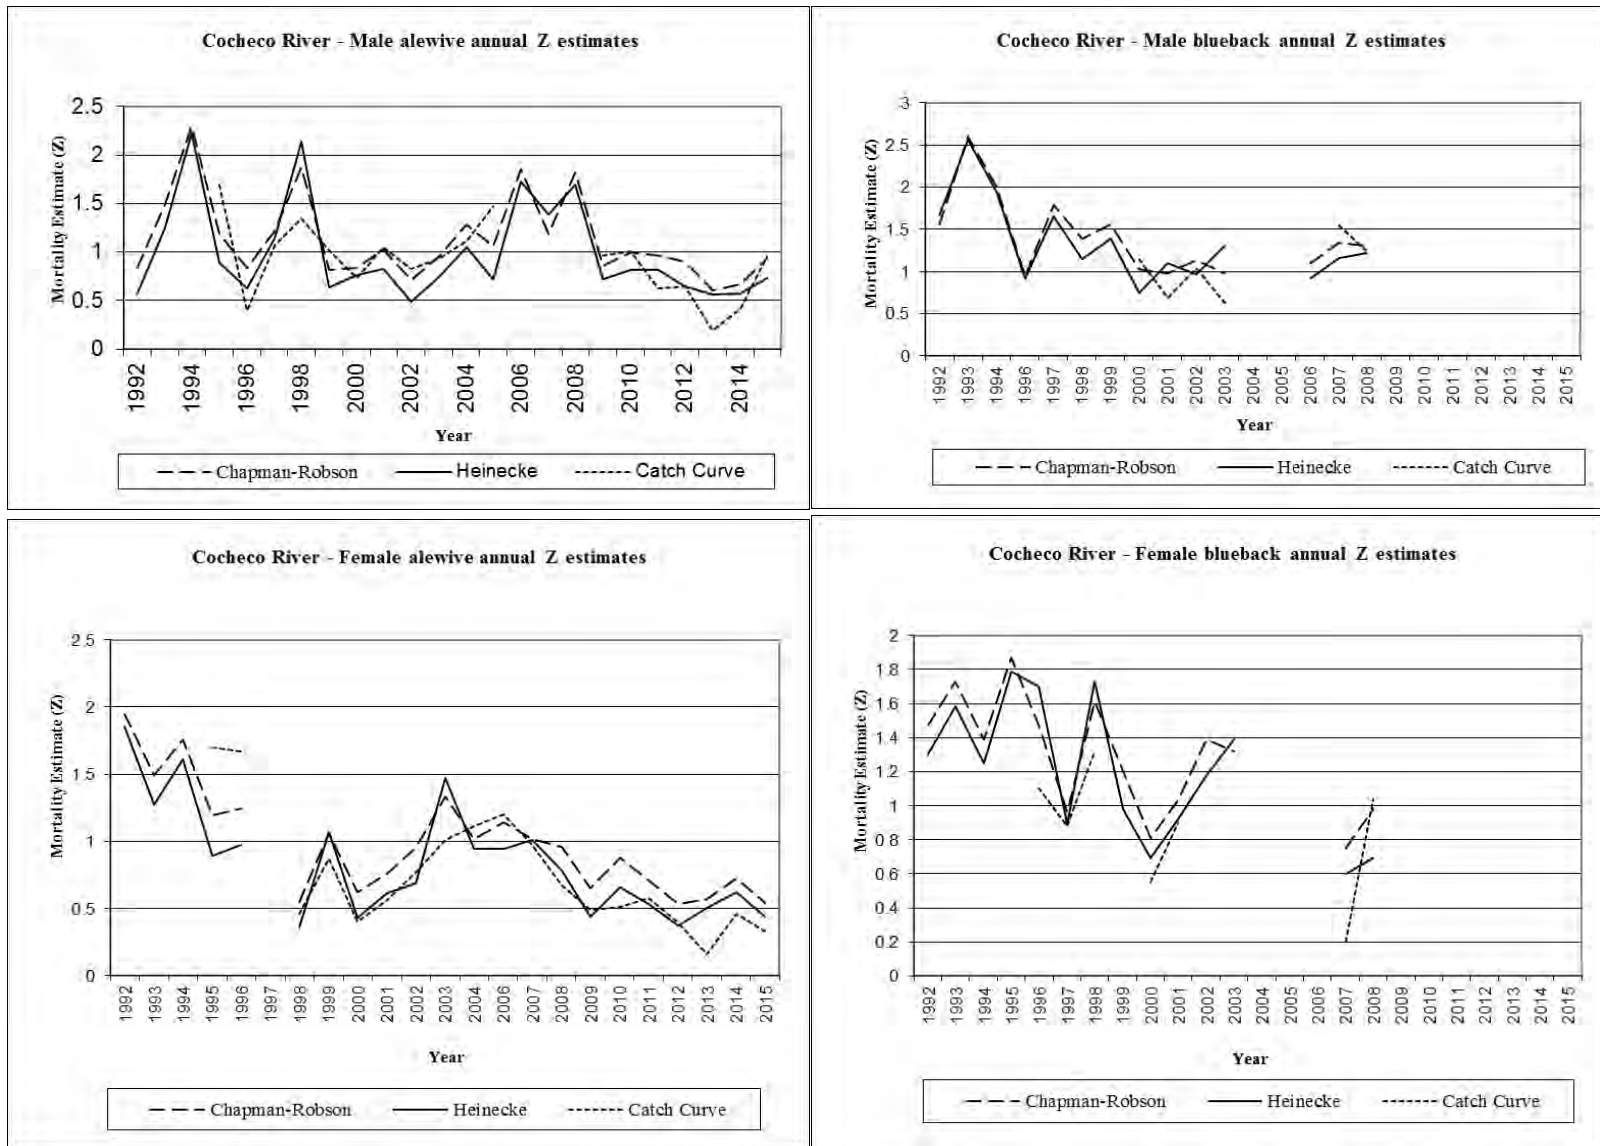 Cocheco River - Male alewive annual Z estimates
Mortality Estimate (Z)
2.5
2
1.5
1
0.5
0
1992 1994 1996 1998 2000 2002 2004 2006 2008 2010 2012 2014
Year
Chapman-Robson Heinecke Catch Curve
Cocheco River - Male blueback annual Z estimates
Mortality Estimate (Z)
3
2.5
2
1.5
1
0.5
0
1992 1993 1994 1996 1997 1998 1999 2000 2001 2002 2003 2004 2005 2006 2007 2008 2009 2010 2011 2012 2013 2014 2015
Year
Chapman-Robson Heinecke Catch Curve
Cocheco River - Female alewive annual Z estimates
Mortality Estimate (Z)
2.5
2
1.5
1
0.5
0
1992 1993 1994 1995 1996 1997 1998 1999 2000 2001 2002 2003 2004 2006 2007 2008 2009 2010 2011 2012 2013 2014 2015
Year
Chapman-Robson Heinecke Catch Curve
Cocheco River - Female blueback annual Z estimates
Mortality Estimate (Z)
2
1.8
1.6
1.4
1.2
1
0.8
0.6
0.4
0.2
0
1992 1993 1994 1995 1996 1997 1998 1999 2000 2001 2002 2003 2004 2005 2006 2007 2008 2009 2010 2011 2012 2013 2014 2015
Year
Chapman-Robson Heinecke Catch Curve